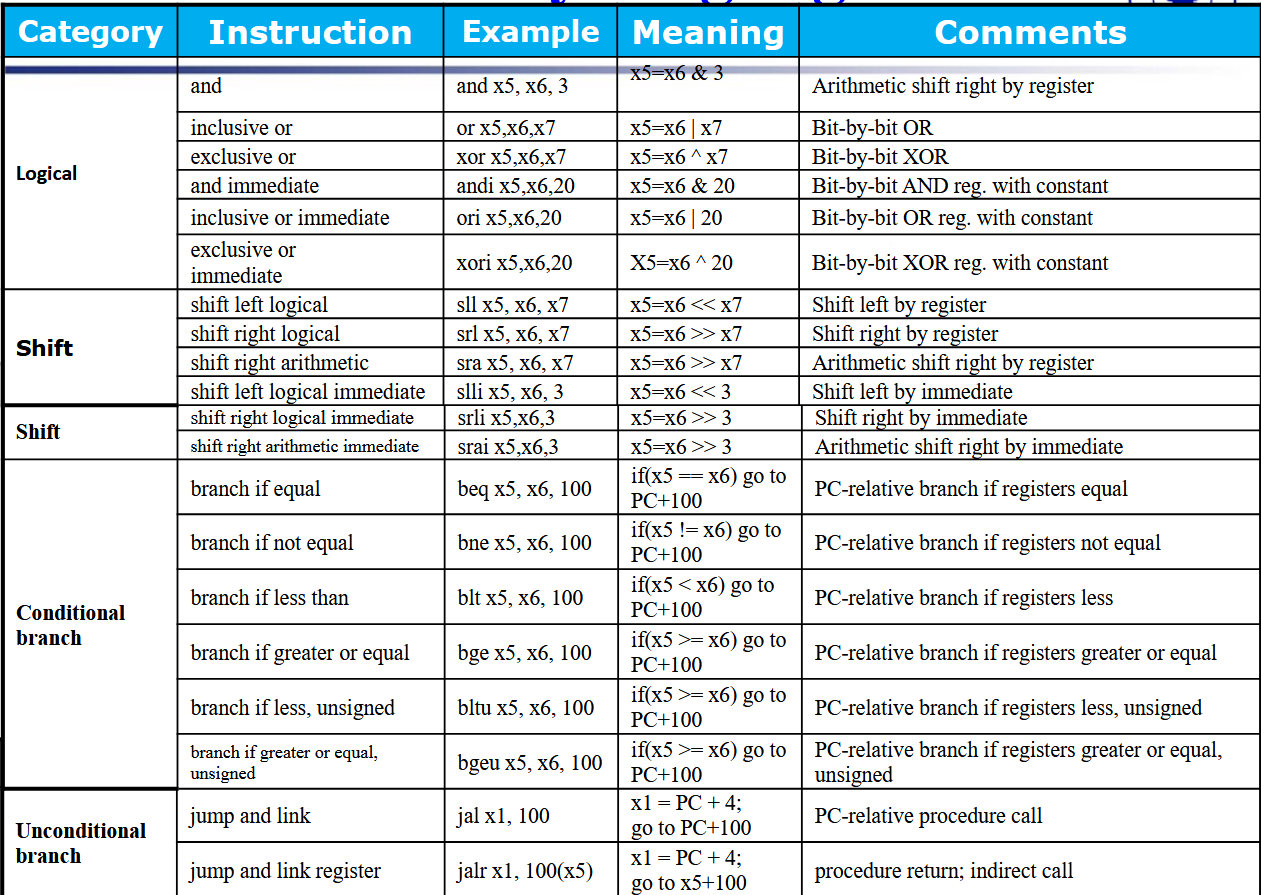 Category Instruction Example Meaning Comments
Logical
and and x5, x6, 3 x5=x6 & 3 Arithmetic shift right by register
inclusive or or x5,x6,x7 x5=x6 | x7 Bit-by-bit OR
exclusive or xor x5,x6,x7 x5=x6 ^ x7 Bit-by-bit XOR
and immediate andi x5,x6,20 x5=x6 & 20 Bit-by-bit AND reg. with constant
inclusive or immediate ori x5,x6,20 x5=x6 | 20 Bit-by-bit OR reg. with constant
exclusive or
immediate xori x5,x6,20 X5=x6 ^ 20 Bit-by-bit XOR reg. with constant
Shift
shift left logical sll x5, x6, x7 x5=x6 << x7 Shift left by register
shift right logical srl x5, x6, x7 x5=x6 >> x7 Shift right by register
shift right arithmetic sra x5, x6, x7 x5=x6 >> x7 Arithmetic shift right by register
shift left logical immediate slli x5, x6, 3 x5=x6 << 3 Shift left by immediate
Shift
shift right logical immediate srli x5,x6,3 x5=x6 >> 3 Shift right by immediate
shift right arithmetic immediate srai x5,x6,3 x5=x6 >> 3 Arithmetic shift right by immediate
Conditional
branch
branch if equal beq x5, x6, 100 if(x5 == x6) go to
PC+100 PC-relative branch if registers equal
branch if not equal bne x5, x6, 100 if(x5 != x6) go to
PC+100 PC-relative branch if registers not equal
branch if less than blt x5, x6, 100 if(x5 < x6) go to
PC+100 PC-relative branch if registers less
branch if greater or equal bge x5, x6, 100 if(x5 >= x6) go to
PC+100 PC-relative branch if registers greater or equal
branch if less, unsigned bltu x5, x6, 100 if(x5 >= x6) go to
PC+100 PC-relative branch if registers less, unsigned
branch if greater or equal,
unsigned bgeu x5, x6, 100 if(x5 >= x6) go to
PC+100 PC-relative branch if registers greater or equal,
unsigned
Unconditional
branch
jump and link jal x1, 100 x1 = PC + 4;
go to PC+100 PC-relative procedure call
jump and link register jalr x1, 100(x5) x1 = PC + 4;
go to x5+100 procedure return; indirect call